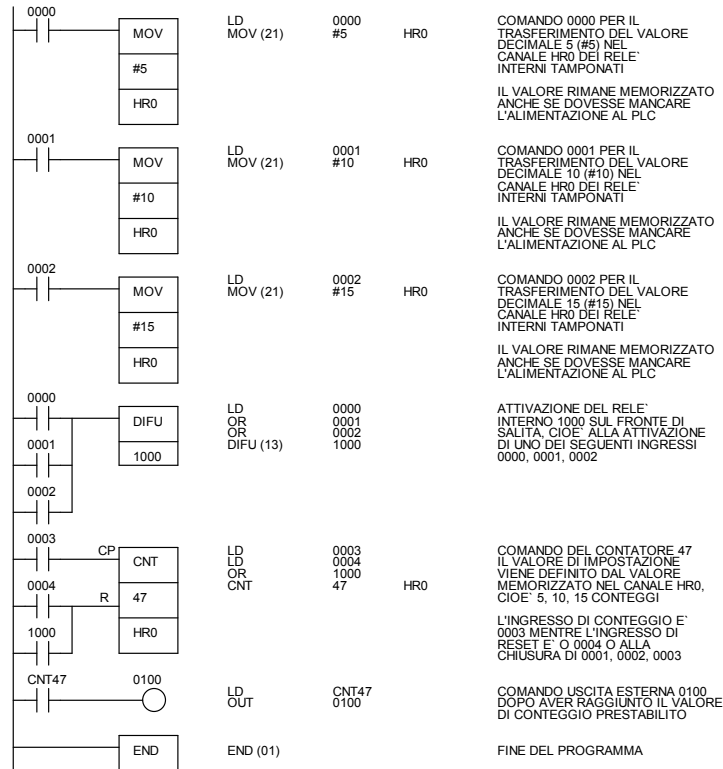 0000
MOV
#5
HR0
LD 0000
MOV (21) #5 HR0
COMANDO 0000 PER IL
TRASFERIMENTO DEL VALORE
DECIMALE 5 (#5) NEL
CANALE HR0 DEI RELE`
INTERNI TAMPONATI
IL VALORE RIMANE MEMORIZZATO
ANCHE SE DOVESSE MANCARE
L'ALIMENTAZIONE AL PLC
0001
MOV
#10
HR0
LD 0001
MOV (21) #10 HR0
COMANDO 0001 PER IL
TRASFERIMENTO DEL VALORE
DECIMALE 10 (#10) NEL
CANALE HR0 DEI RELE`
INTERNI TAMPONATI
IL VALORE RIMANE MEMORIZZATO
ANCHE SE DOVESSE MANCARE
L'ALIMENTAZIONE AL PLC
0002
MOV
#15
HR0
LD 0002
MOV (21) #15 HR0
COMANDO 0002 PER IL
TRASFERIMENTO DEL VALORE
DECIMALE 15 (#15) NEL
CANALE HR0 DEI RELE`
INTERNI TAMPONATI
IL VALORE RIMANE MEMORIZZATO
ANCHE SE DOVESSE MANCARE
L'ALIMENTAZIONE AL PLC
0000
0001
0002
DIFU
1000
LD 0000
OR 0001
OR 0002
DIFU (13) 1000
ATTIVAZIONE DEL RELE`
INTERNO 1000 SUL FRONTE DI
SALITA, CIOE` ALLA ATTIVAZIONE
DI UNO DEI SEGUENTI INGRESSI
0000, 0001, 0002
0003
CP
0004
R
1000
CNT
47
HR0
LD 0003
LD 0004
OR 1000
CNT 47 HR0
COMANDO DEL CONTATORE 47
IL VALORE DI IMPOSTAZIONE
VIENE DEFINITO DAL VALORE
MEMORIZZATO NEL CANALE HR0,
CIOE` 5, 10, 15 CONTEGGI
L'INGRESSO DI CONTEGGIO E`
0003 MENTRE L'INGRESSO DI
RESET E` O 0004 O ALLA
CHIUSURA DI 0001, 0002, 0003
CNT47 0100
LD CNT47
OUT 0100
COMANDO USCITA ESTERNA 0100
DOPO AVER RAGGIUNTO IL VALORE
DI CONTEGGIO PRESTABILITO
END
END (01)
FINE DEL PROGRAMMA